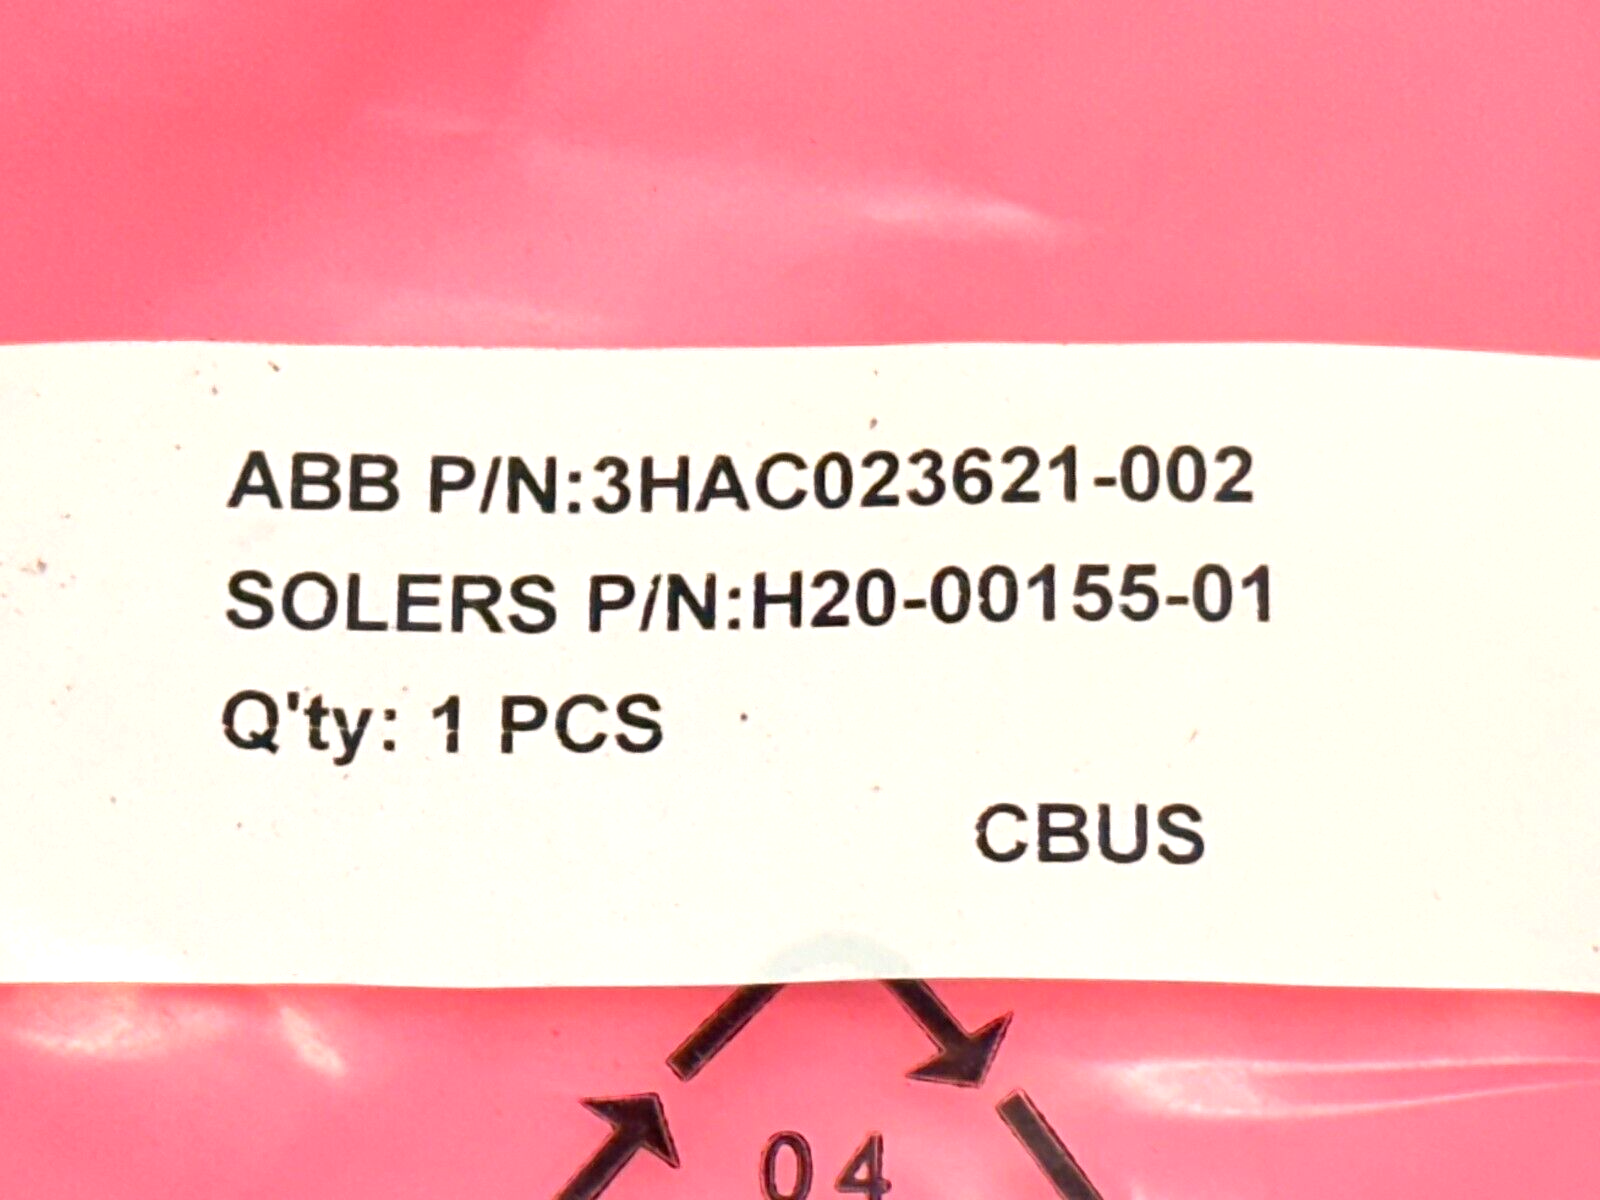 ABB P/N:3HAC023621-002
SOLERS P/N:H20-00155-01
Q'ty: 1 PCS
CBUS
04